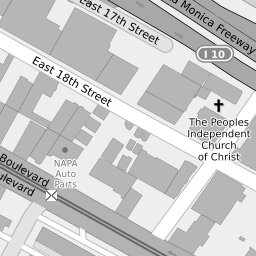 East 17th Street
a Monica Freeway
I 10
East 18th Street
The Peoples
Independent
Church
of Christ
NAPA
Auto
Parts
Boulevard
ulevard